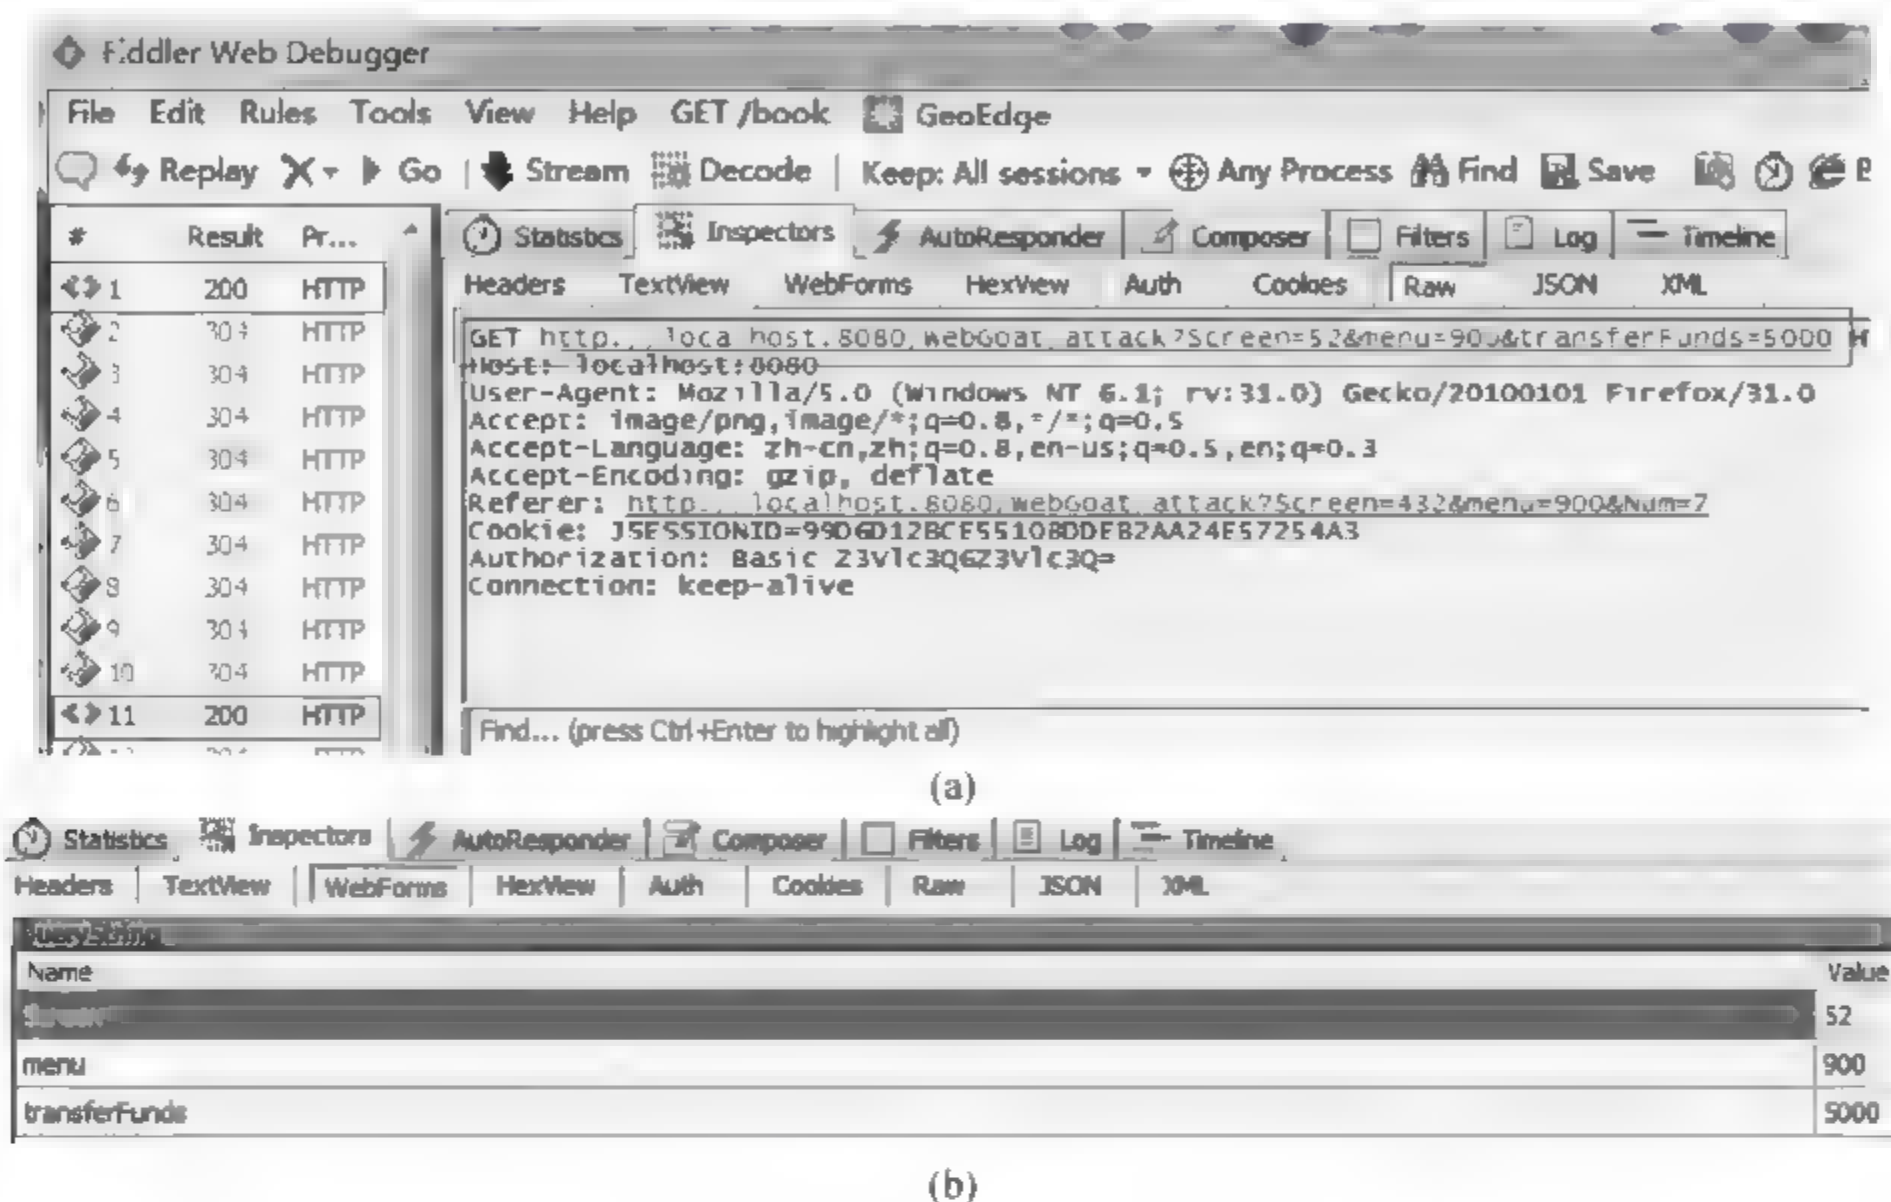 Fiddler Web Debugger
File Edit Rules Tools View Help GET /book GeoEdge
Replay Go Stream Decode Keep: All sessions Any Process Find Save
# Result Pr... Statistics Inspectors AutoResponder Composer Filters Log Timeline
1 200 HTTP Headers TextView WebForms HexView Auth Cookies Raw JSON XML
2 304 HTTP
3 304 HTTP
4 304 HTTP
5 304 HTTP
6 304 HTTP
7 304 HTTP
8 304 HTTP
9 304 HTTP
10 304 HTTP
11 200 HTTP
GET http://localhost:8080/webGoat/attack?Screen=52&menu=900&transferFunds=5000 H
Host: localhost:8080
User-Agent: Mozilla/5.0 (Windows NT 6.1; rv:31.0) Gecko/20100101 Firefox/31.0
Accept: image/png,image/*;q=0.8,*/*;q=0.5
Accept-Language: zh-cn,zh;q=0.8,en-us;q=0.5,en;q=0.3
Accept-Encoding: gzip, deflate
Referer: http://localhost:8080/webGoat/attack?Screen=432&menu=900&Num=7
Cookie: JSESSIONID=99D6D12BCE55108DDEB2AA24E57254A3
Authorization: Basic Z3Vlc3Q6Z3Vlc3Q=
Connection: keep-alive
Find... (press Ctrl+Enter to highlight all)
(a)
Statistics Inspectors AutoResponder Composer Filters Log Timeline
Headers TextView WebForms HexView Auth Cookies Raw JSON XML
QueryString
Name Value
Screen 52
menu 900
transferFunds 5000
(b)